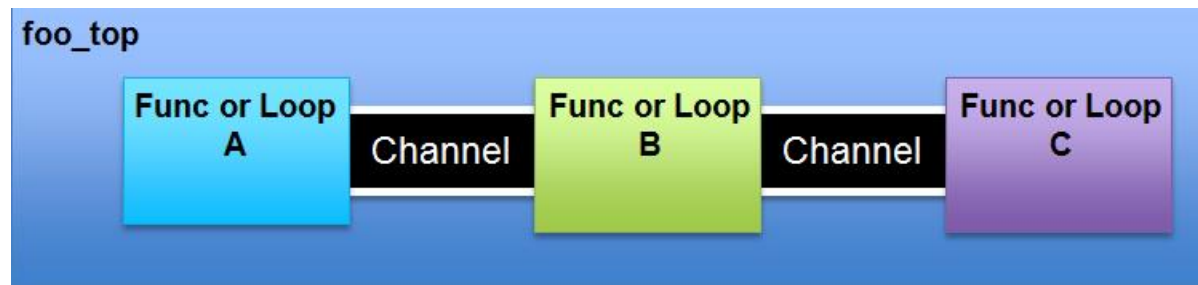 foo_top
Func or Loop
A
Channel
Func or Loop
B
Channel
Func or Loop
C